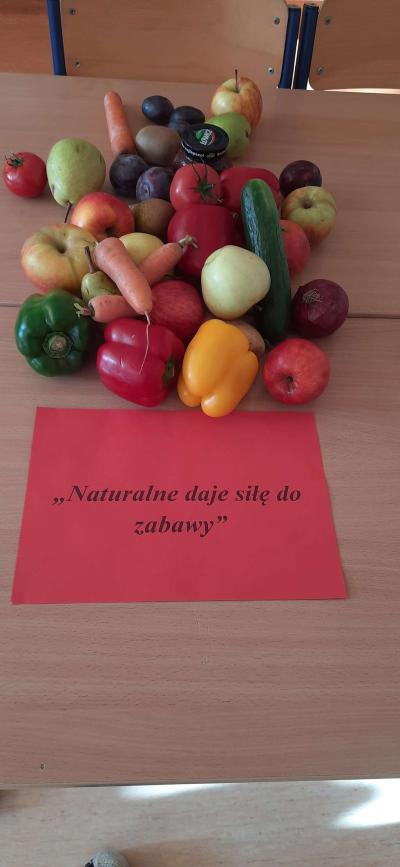 „Naturalne daje siłę do
zabawy”